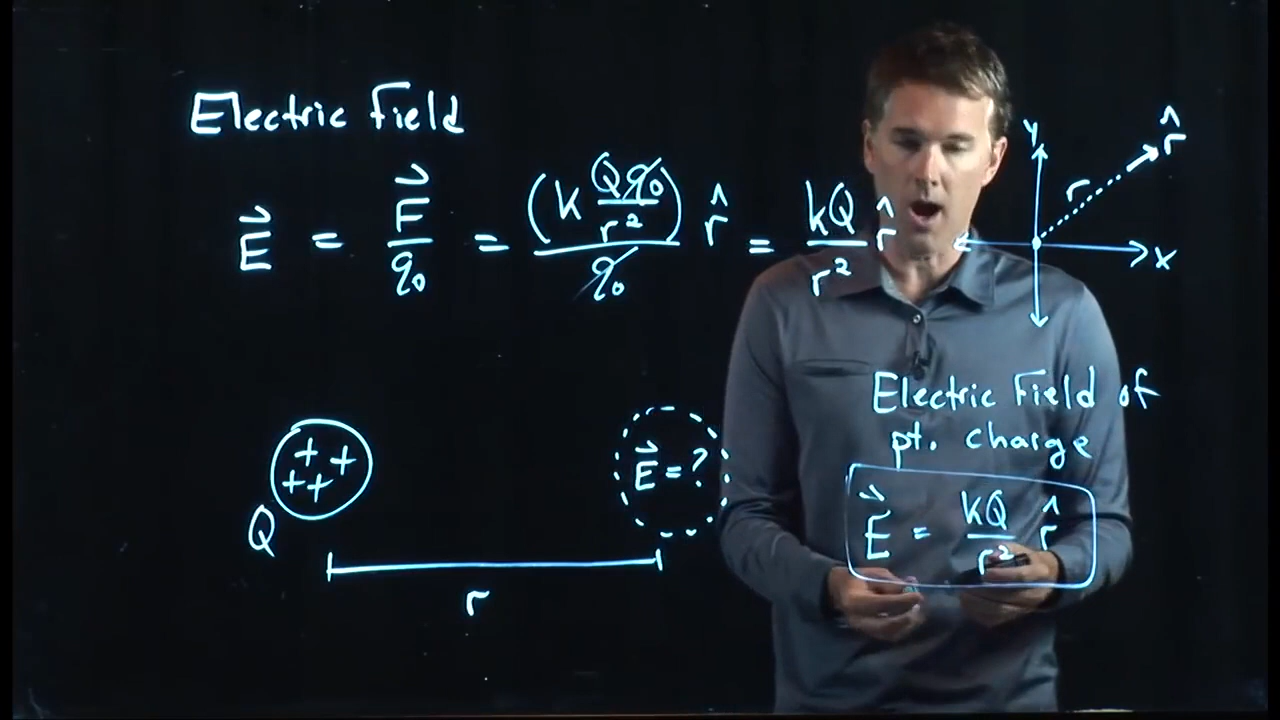 Electric Field
E⃗ = F⃗/q₀ = (k Qq₀/r²)/q₀ r̂ = kQ/r² r̂
y
r̂
r
x
+ + + +
Q
E⃗ = ?
r
Electric Field of
pt. charge
E⃗ = kQ/r² r̂